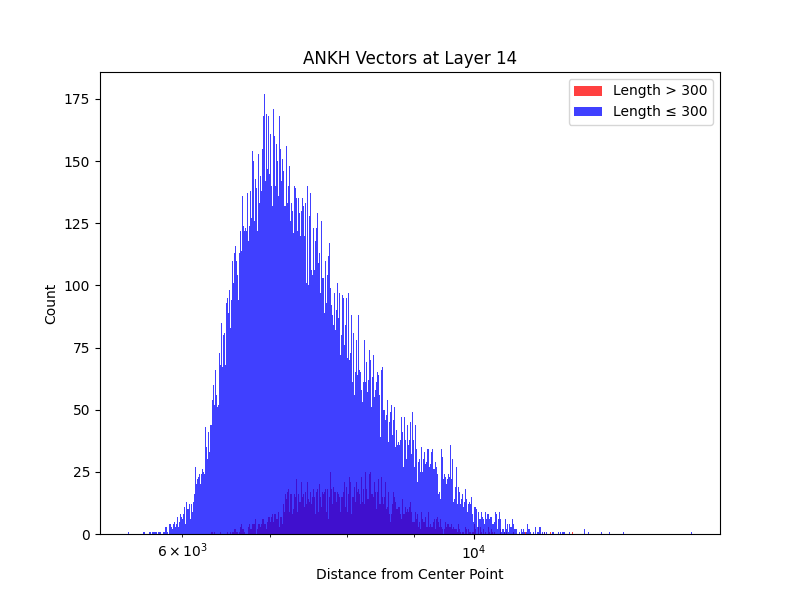 ANKH Vectors at Layer 14
Length > 300
Length ≤ 300
175
150
125
100
75
50
25
0
Count
6 × 10³
10⁴
Distance from Center Point